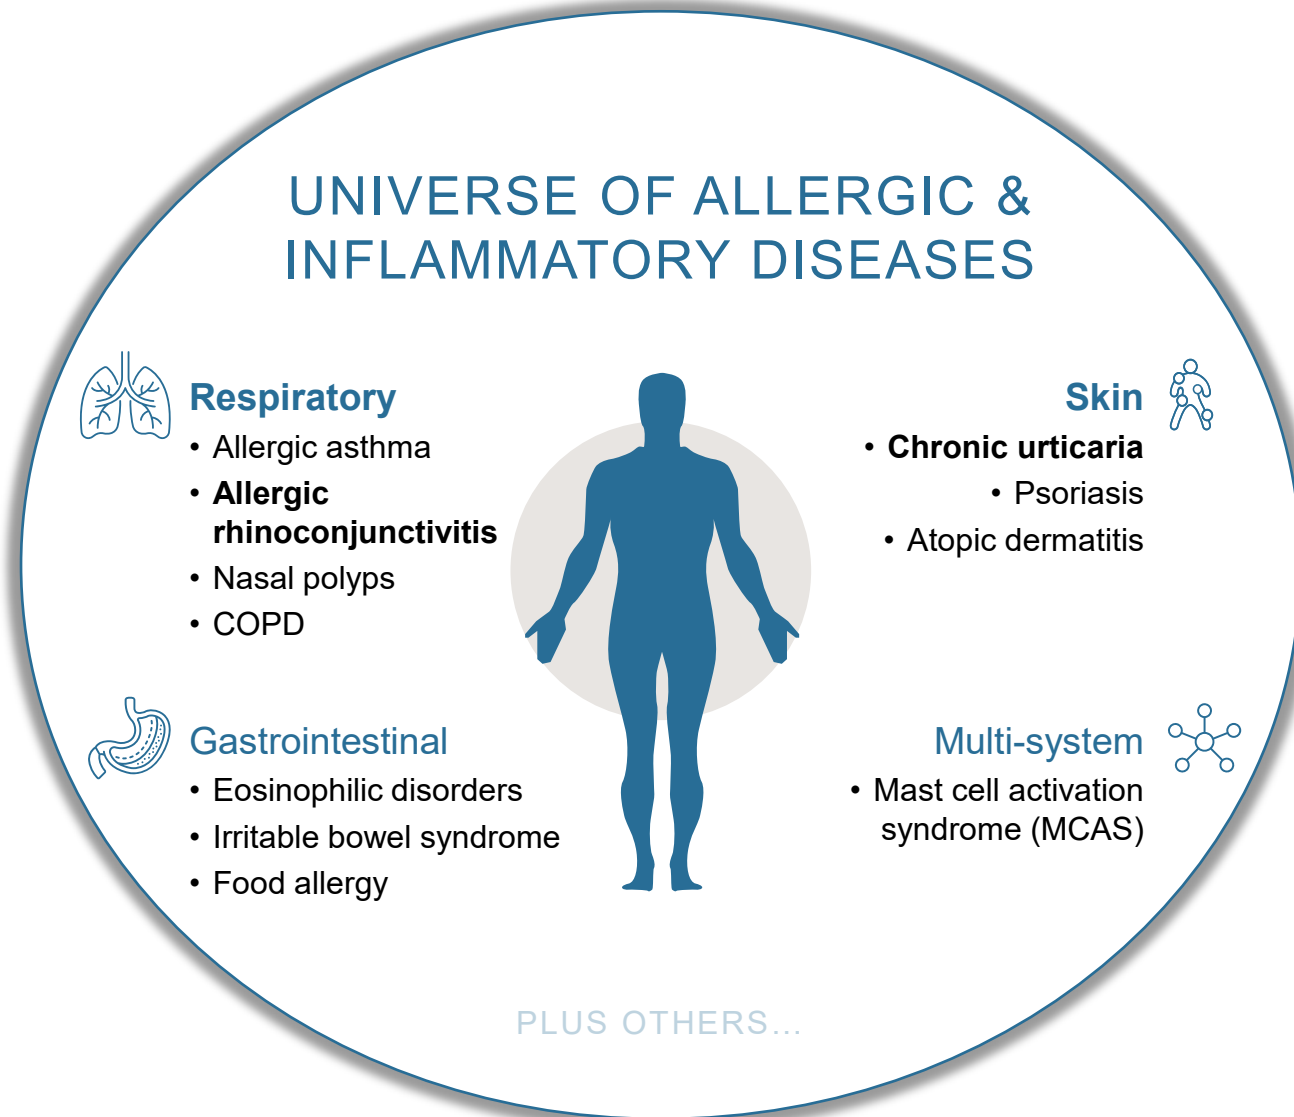 UNIVERSE OF ALLERGIC &
INFLAMMATORY DISEASES
Respiratory
• Allergic asthma
• Allergic
rhinoconjunctivitis
• Nasal polyps
• COPD
Skin
• Chronic urticaria
• Psoriasis
• Atopic dermatitis
Gastrointestinal
• Eosinophilic disorders
• Irritable bowel syndrome
• Food allergy
Multi-system
• Mast cell activation
syndrome (MCAS)
PLUS OTHERS...